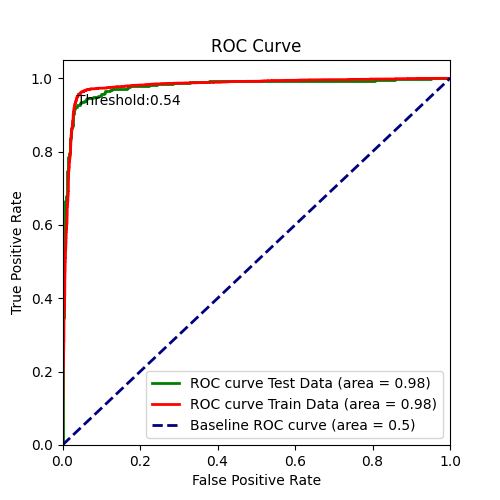 ROC Curve
1.0
Threshold:0.54
0.8
0.6
0.4
0.2
0.0
True Positive Rate
ROC curve Test Data (area = 0.98)
ROC curve Train Data (area = 0.98)
Baseline ROC curve (area = 0.5)
0.0 0.2 0.4 0.6 0.8 1.0
False Positive Rate